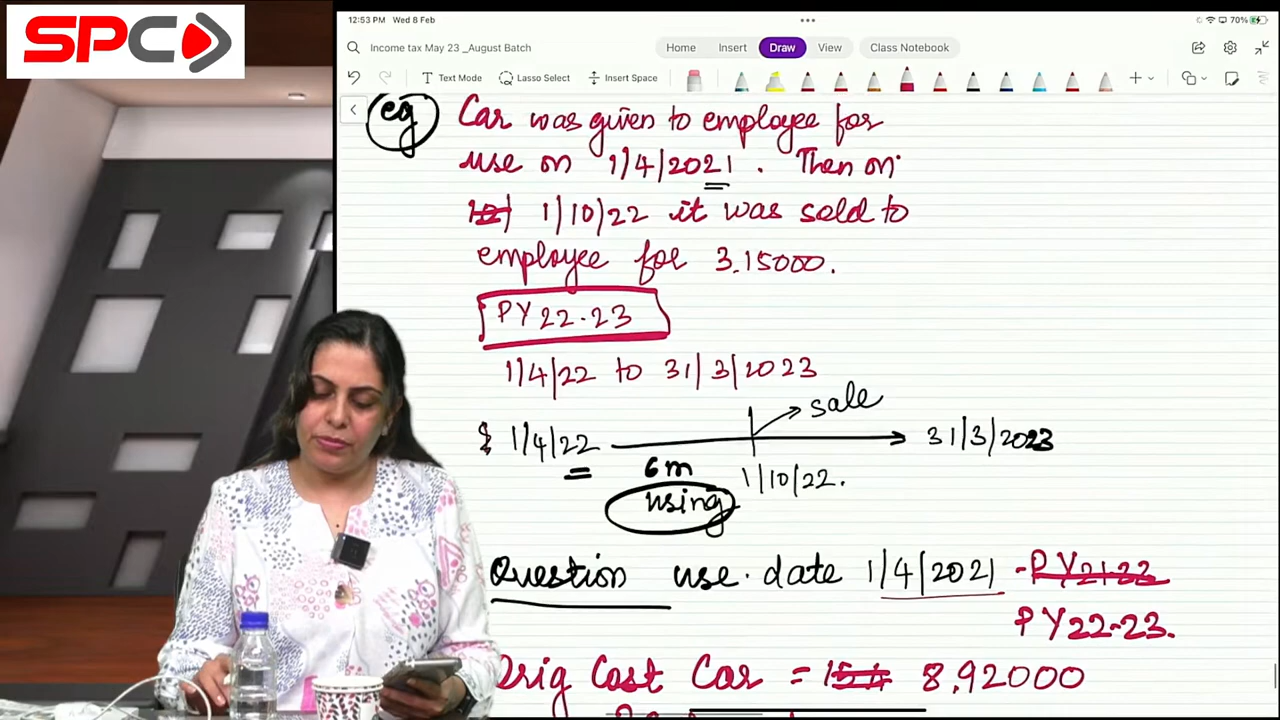 SPC
12:53 PM Wed 8 Feb
70%
Income tax May 23 _August Batch
Home Insert Draw View Class Notebook
Text Mode Lasso Select Insert Space
eg Car was given to employee for
use on 1/4/2021. Then on
1/10/22 it was sold to
employee for 3.15000.
PY 22.23
1/4/22 to 31/3/2023
sale
1/4/22 31/3/2023
6m 1/10/22.
using
Question use. date 1/4/2021 - PY21-22
PY22-23.
Orig Cost Car = 8,92000